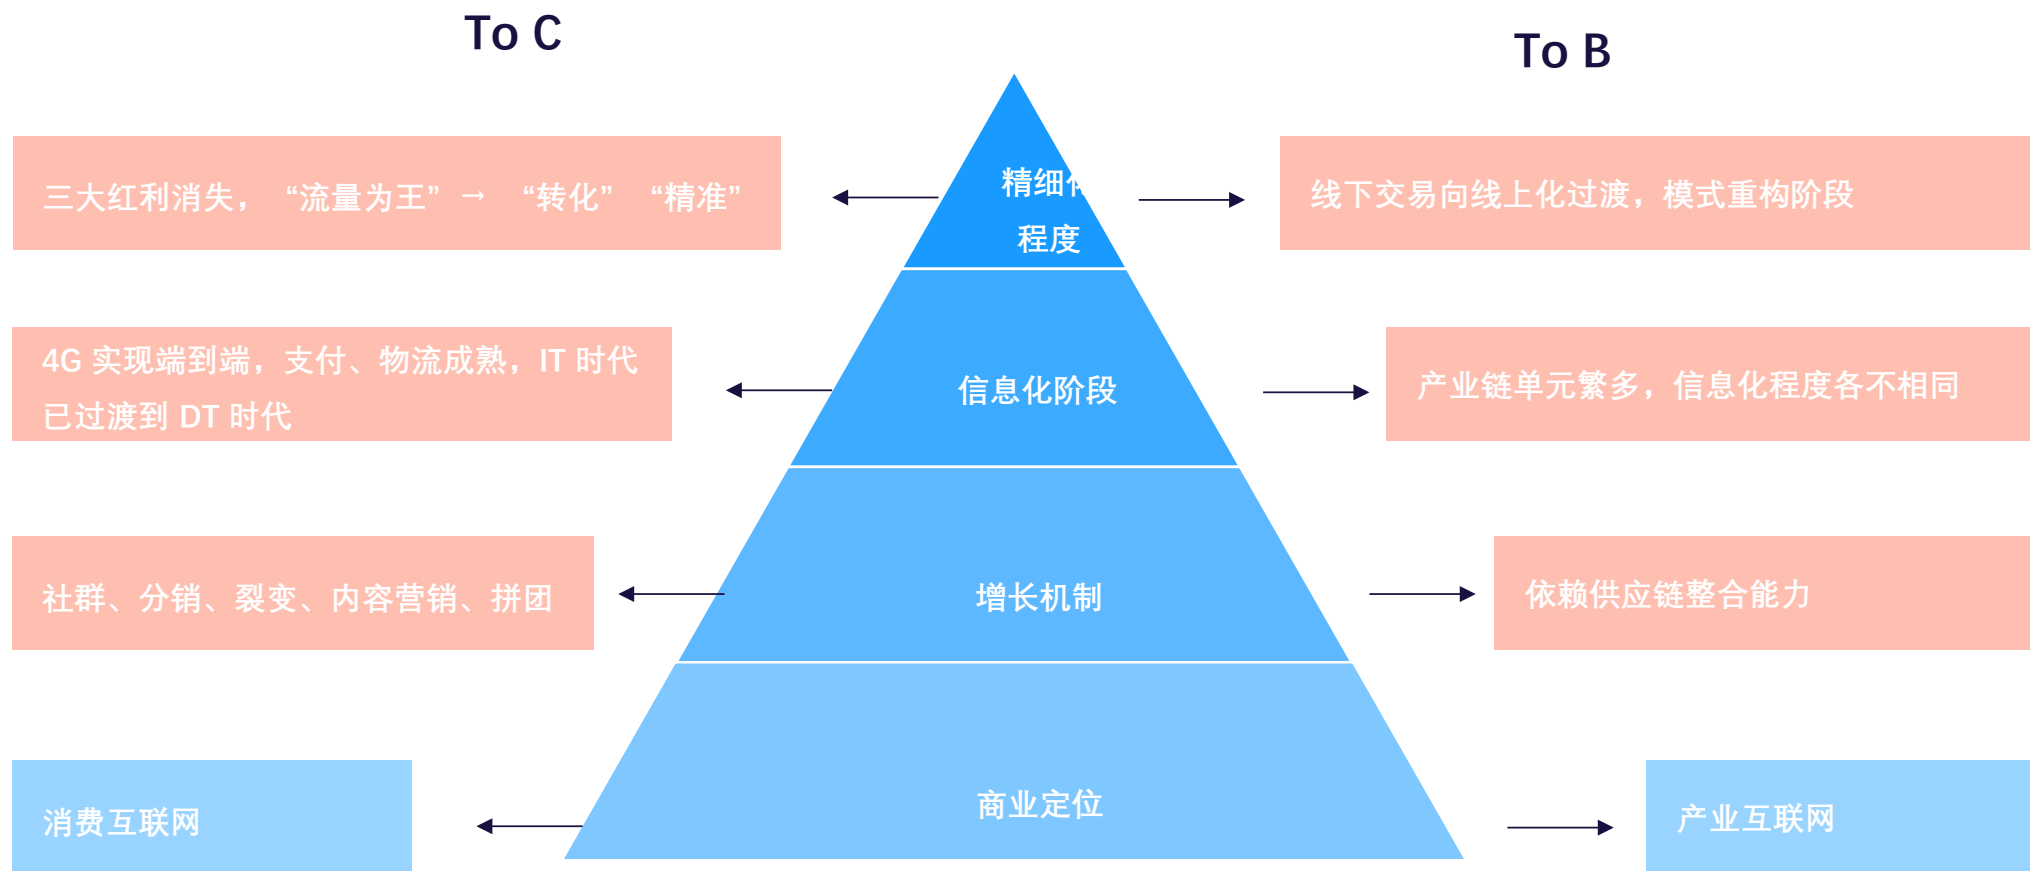 To C
To B
三大红利消失，“流量为王”→ “转化”“精准”
精细化
程度
线下交易向线上化过渡，模式重构阶段
4G 实现端到端，支付、物流成熟，IT 时代
已过渡到 DT 时代
信息化阶段
产业链单元繁多，信息化程度各不相同
社群、分销、裂变、内容营销、拼团
增长机制
依赖供应链整合能力
消费互联网
商业定位
产业互联网